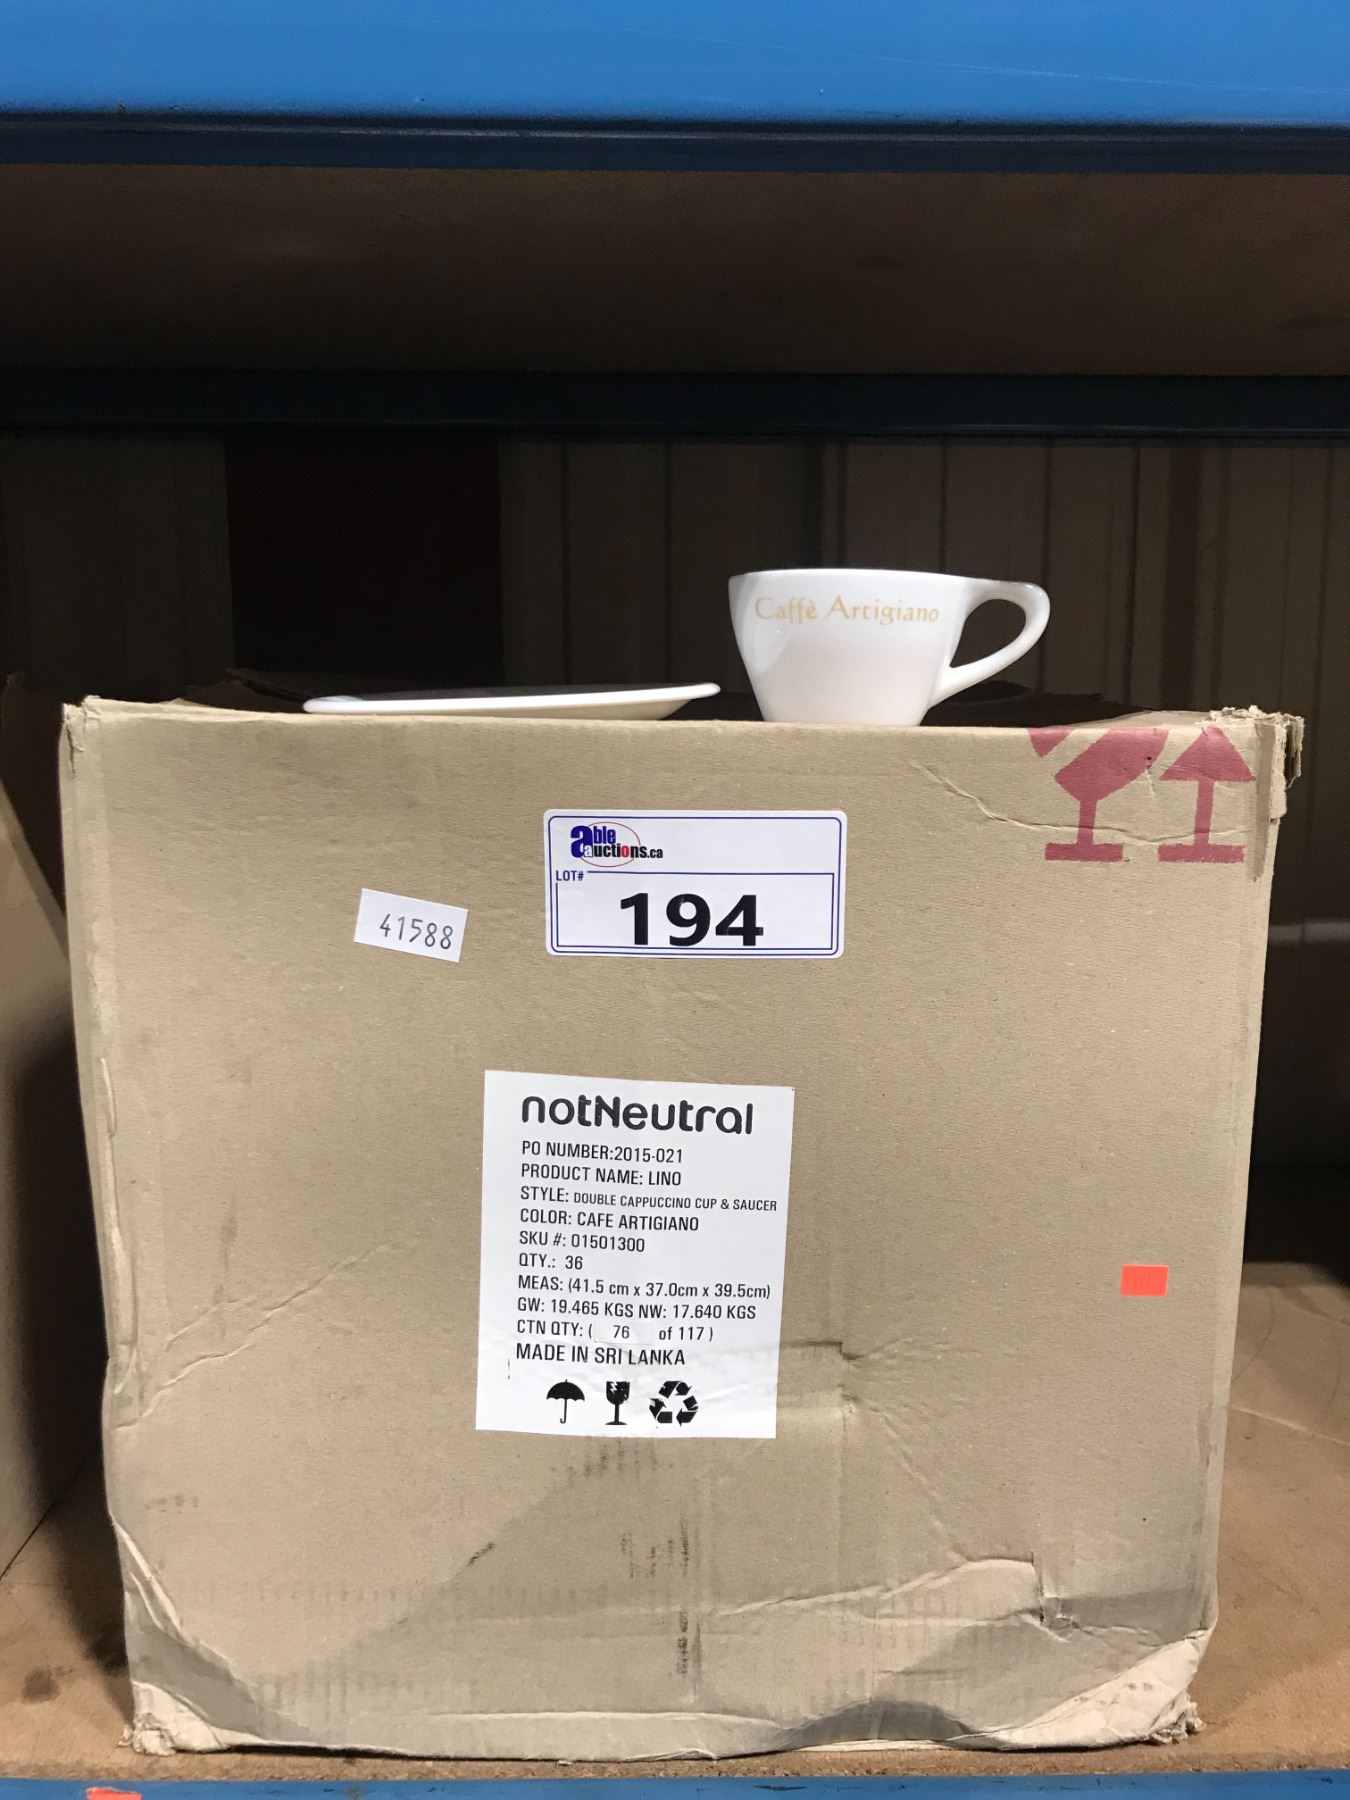 Caffè Artigiano
able
auctions.ca
LOT#
194
41588
notNeutral
PO NUMBER:2015-021
PRODUCT NAME: LINO
STYLE: DOUBLE CAPPUCCINO CUP & SAUCER
COLOR: CAFE ARTIGIANO
SKU #: 01501300
QTY.: 36
MEAS: (41.5 cm x 37.0cm x 39.5cm)
GW: 19.465 KGS NW: 17.640 KGS
CTN QTY: ( 76 of 117 )
MADE IN SRI LANKA